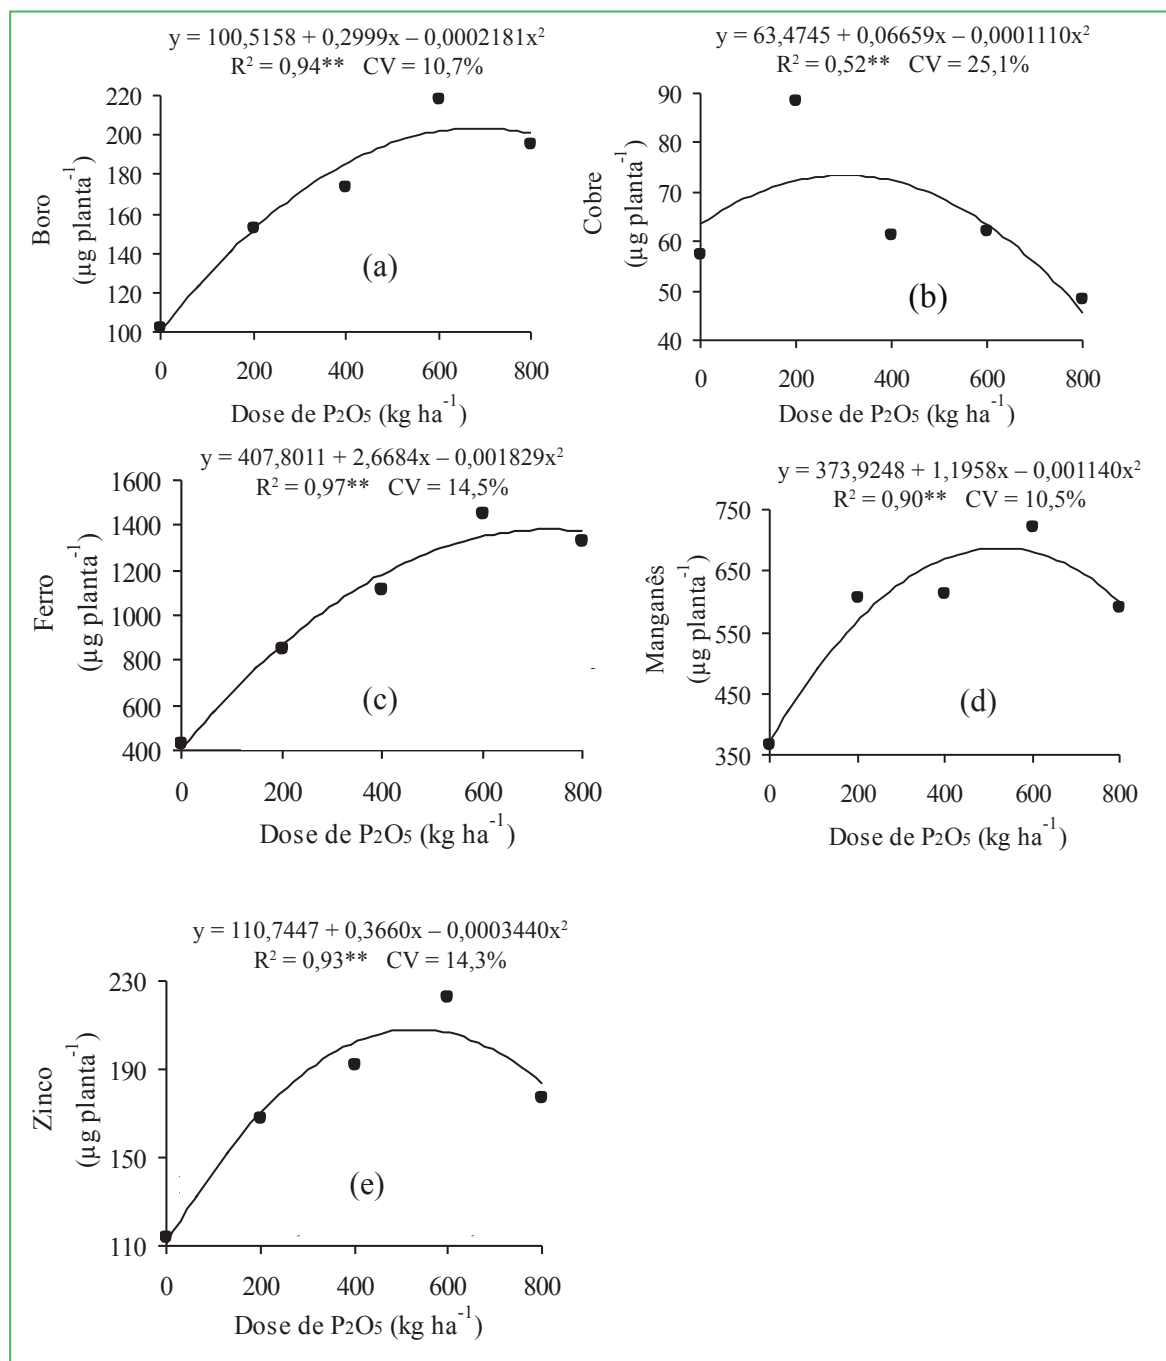 y = 100,5158 + 0,2999x – 0,0002181x²
R² = 0,94** CV = 10,7%
220
200
180
160
140
120
100
Boro
(µg planta⁻¹)
(a)
0 200 400 600 800
Dose de P₂O₅ (kg ha⁻¹)
y = 63,4745 + 0,06659x – 0,0001110x²
R² = 0,52** CV = 25,1%
90
80
70
60
50
40
Cobre
(µg planta⁻¹)
(b)
0 200 400 600 800
Dose de P₂O₅ (kg ha⁻¹)
y = 407,8011 + 2,6684x – 0,001829x²
R² = 0,97** CV = 14,5%
1600
1400
1200
1000
800
600
400
Ferro
(µg planta⁻¹)
(c)
0 200 400 600 800
Dose de P₂O₅ (kg ha⁻¹)
y = 373,9248 + 1,1958x – 0,001140x²
R² = 0,90** CV = 10,5%
750
650
550
450
350
Manganês
(µg planta⁻¹)
(d)
0 200 400 600 800
Dose de P₂O₅ (kg ha⁻¹)
y = 110,7447 + 0,3660x – 0,0003440x²
R² = 0,93** CV = 14,3%
230
190
150
110
Zinco
(µg planta⁻¹)
(e)
0 200 400 600 800
Dose de P₂O₅ (kg ha⁻¹)